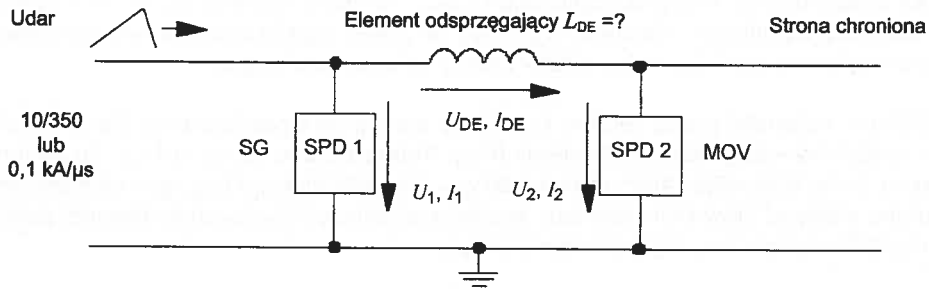 Udar
Element odsprzęgający L_DE =?
Strona chroniona
10/350
lub
0,1 kA/μs
SG
SPD 1
U_DE, I_DE
SPD 2
MOV
U_1, I_1
U_2, I_2